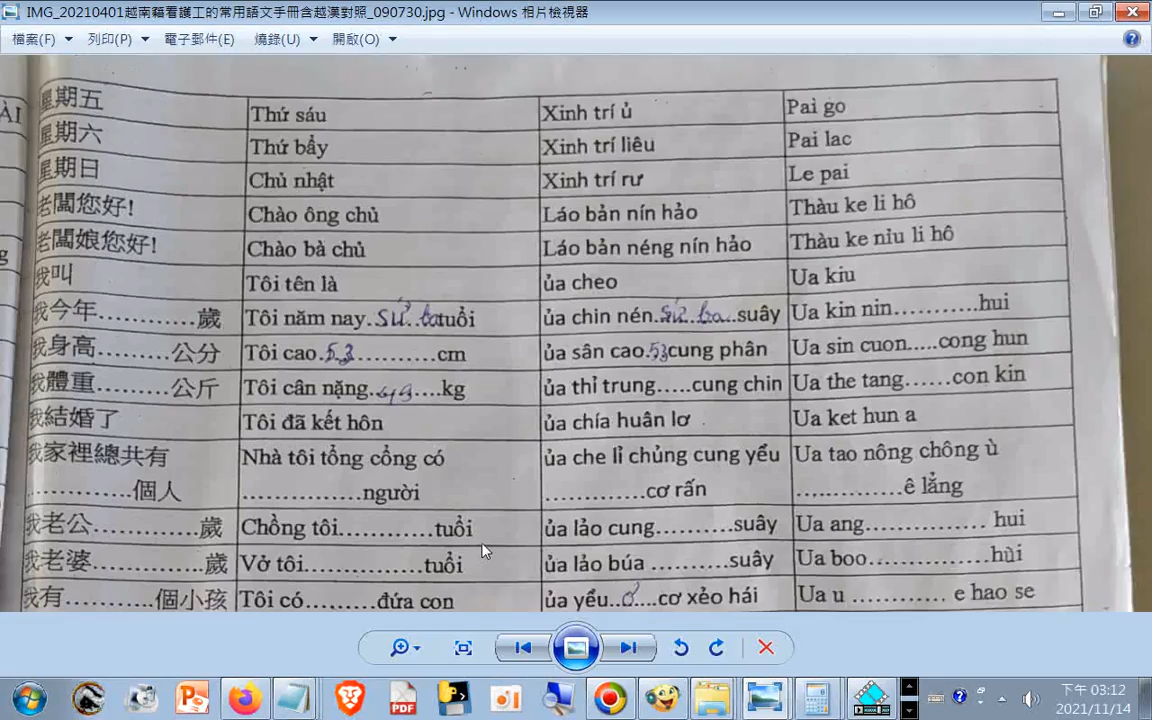 IMG_20210401越南籍看護工的常用語文手冊含越漢對照_090730.jpg - Windows 相片檢視器
檔案(F) 列印(P) 電子郵件(E) 燒錄(U) 開啟(O)
ÀI
星期五 Thứ sáu Xinh trí ủ Pai go
星期六 Thứ bẩy Xinh trí liêu Pai lac
星期日 Chủ nhật Xinh trí rư Le pai
老闆您好! Chào ông chủ Láo bản nín hảo Thàu ke li hô
老闆娘您好! Chào bà chủ Láo bản néng nín hảo Thàu ke nỉu li hô
我叫 Tôi tên là ủa cheo Ua kiu
我今年............歲 Tôi năm nay..sứ..ba tuổi ủa chin nén.sứ ba..suây Ua kin nin...........hui
我身高.........公分 Tôi cao.53............cm ủa sân cao.53cung phân Ua sin cuon.....cong hun
我體重.........公斤 Tôi cân nặng..49....kg ủa thỉ trung.....cung chin Ua the tang......con kin
我結婚了 Tôi đã kết hôn ủa chía huân lơ Ua ket hun a
我家裡總共有 Nhà tôi tổng cổng có ủa che lỉ chủng cung yểu Ua tao nông chông ù
.............個人 ...............người .............cơ rấn ..............ê lẳng
我老公.............歲 Chồng tôi.............tuổi ủa lảo cung..........suây Ua ang............... hui
我老婆..............歲 Vở tôi................tuổi ủa lảo búa ..........suây Ua boo...............hùi
我有...........個小孩 Tôi có.........đứa con ủa yểu......cơ xẻo hái Ua u ............ e hao se
PDF
下午 03:12
2021/11/14